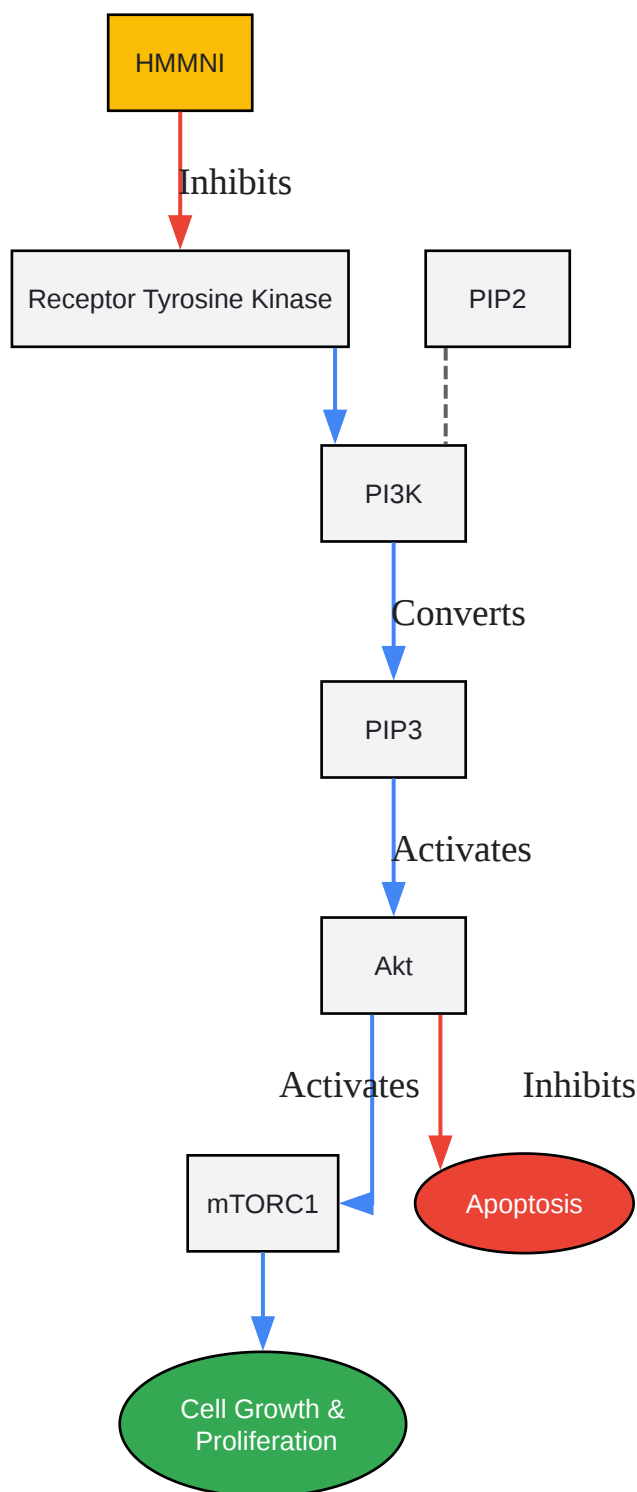 HMMNI
Inhibits
Receptor Tyrosine Kinase
PIP2
PI3K
Converts
PIP3
Activates
Akt
Activates
Inhibits
mTORC1
Apoptosis
Cell Growth &
Proliferation